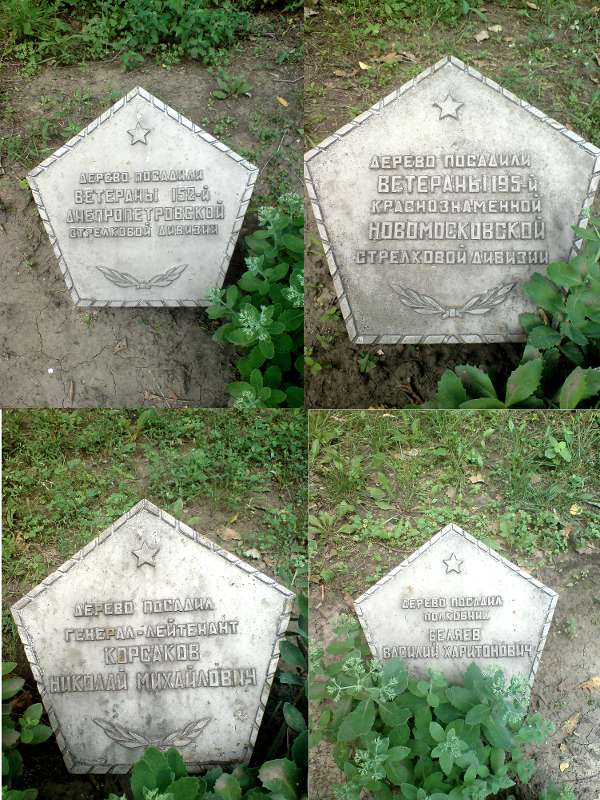 ДЕРЕВО ПОСАДИЛИ
ВЕТЕРАНЫ 152-й
ДНЕПРОПЕТРОВСКОЙ
СТРЕЛКОВОЙ ДИВИЗИИ
ДЕРЕВО ПОСАДИЛИ
ВЕТЕРАНЫ 195-й
КРАСНОЗНАМЕННОЙ
НОВОМОСКОВСКОЙ
СТРЕЛКОВОЙ ДИВИЗИИ
ДЕРЕВО ПОСАДИЛ
ГЕНЕРАЛ-ЛЕЙТЕНАНТ
КОРСАКОВ
НИКОЛАЙ МИХАЙЛОВИЧ
ДЕРЕВО ПОСАДИЛ
ПОЛКОВНИК
БЕЛЯЕВ
ВАСИЛИЙ ХАРИТОНОВИЧ